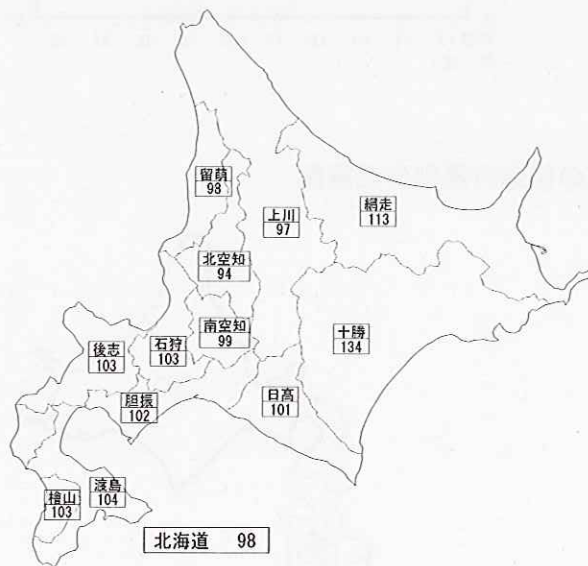 留萌
98
網走
113
上川
97
北空知
94
南空知
99
後志
103
石狩
103
十勝
134
胆振
102
日高
101
檜山
103
渡島
104
北海道 98